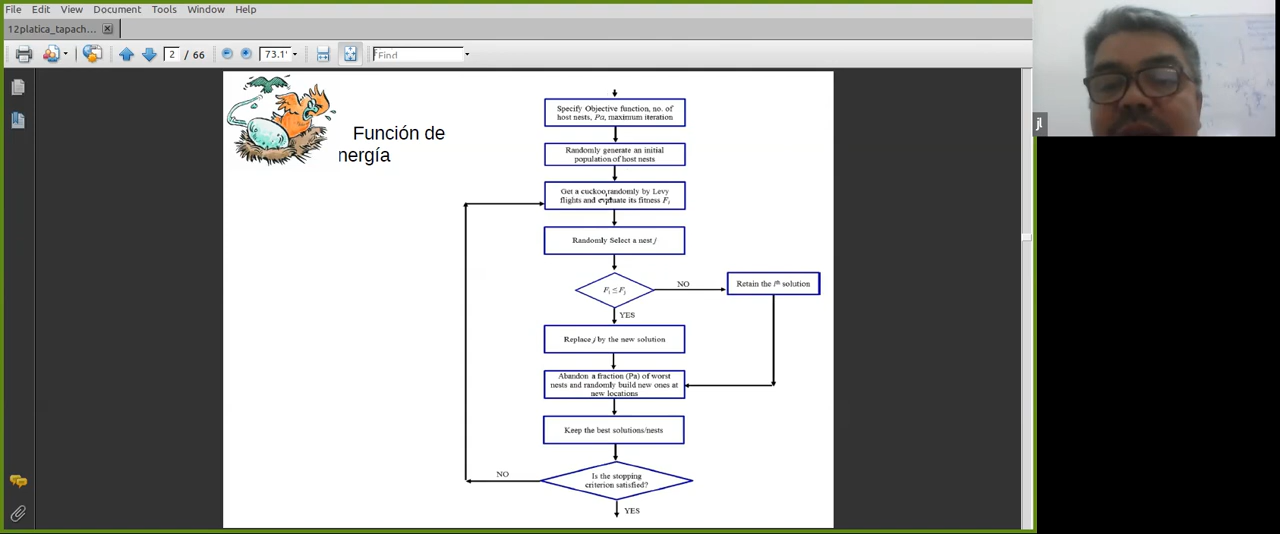 File Edit View Document Tools Window Help
12platica_tapach...
2 / 66
73.1
Find
Función de
nergía
Specify Objective function, no. of
host nests, Pa, maximum iteration
Randomly generate an initial
population of host nests
Get a cuckoo randomly by Levy
flights and evaluate its fitness Fi
Randomly Select a nest j
Fi ≤ Fj
NO
Retain the ith solution
YES
Replace j by the new solution
Abandon a fraction (Pa) of worst
nests and randomly build new ones at
new locations
Keep the best solutions/nests
Is the stopping
criterion satisfied?
NO
YES
jl